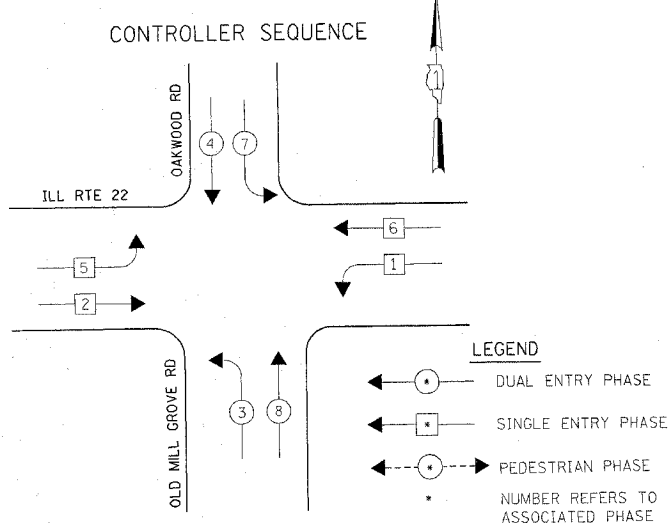 CONTROLLER SEQUENCE
1
OAKWOOD RD
4
7
ILL RTE 22
6
5
1
2
OLD MILL GROVE RD
3
8
LEGEND
* DUAL ENTRY PHASE
* SINGLE ENTRY PHASE
* PEDESTRIAN PHASE
* NUMBER REFERS TO
ASSOCIATED PHASE